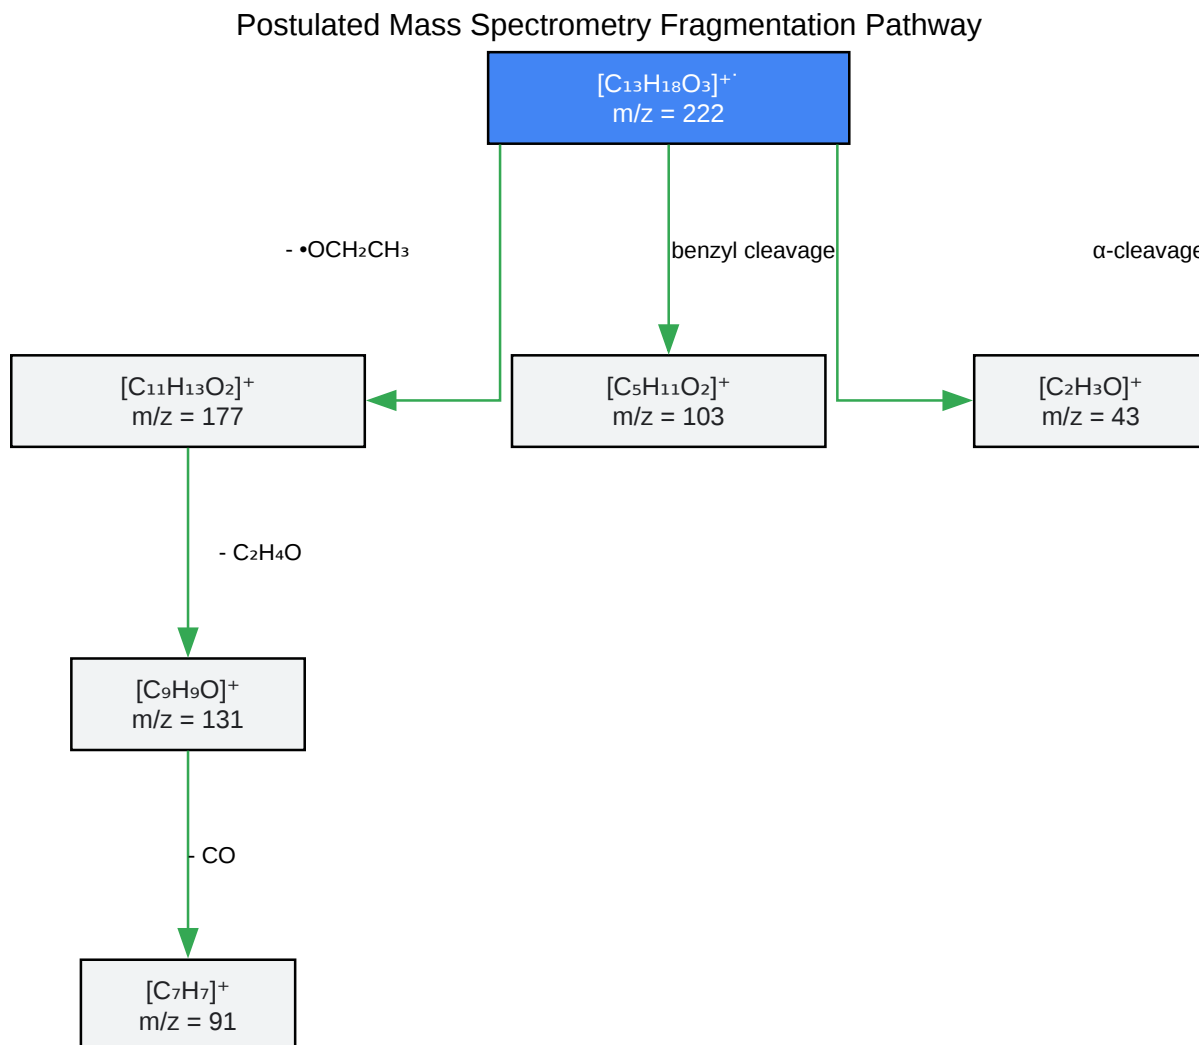 Postulated Mass Spectrometry Fragmentation Pathway
[C₁₃H₁₈O₃]⁺˙
m/z = 222
- •OCH₂CH₃
benzyl cleavage
α-cleavage
[C₁₁H₁₃O₂]⁺
m/z = 177
[C₅H₁₁O₂]⁺
m/z = 103
[C₂H₃O]⁺
m/z = 43
- C₂H₄O
[C₉H₉O]⁺
m/z = 131
- CO
[C₇H₇]⁺
m/z = 91